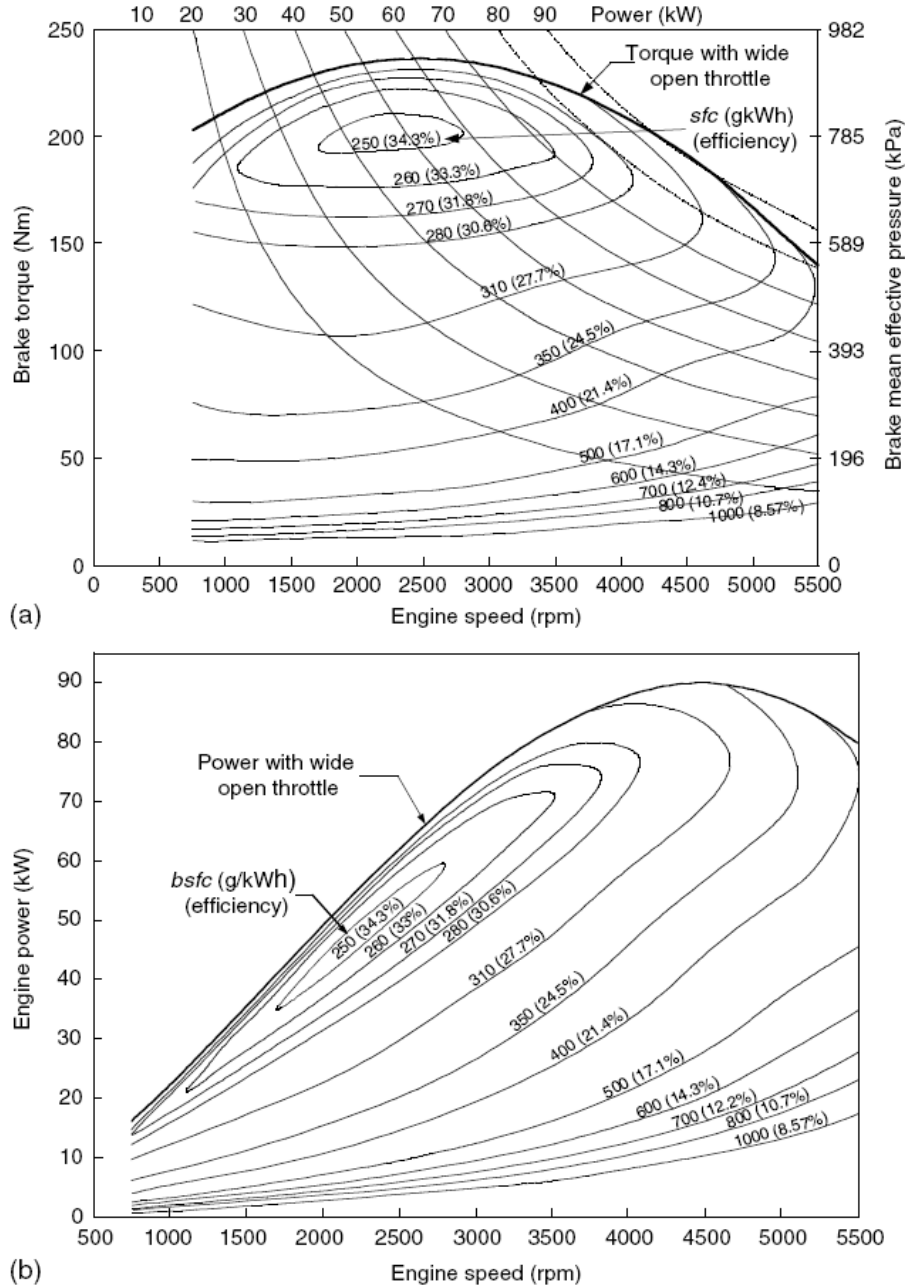 10 20 30 40 50 60 70 80 90 Power (kW)
250
200
150
100
50
0
Brake torque (Nm)
982
785
589
393
196
0
Brake mean effective pressure (kPa)
Torque with wide
open throttle
sfc (gkWh)
(efficiency)
250 (34.3%)
260 (33.3%)
270 (31.8%)
280 (30.6%)
310 (27.7%)
350 (24.5%)
400 (21.4%)
500 (17.1%)
600 (14.3%)
700 (12.4%)
800 (10.7%)
1000 (8.57%)
0 500 1000 1500 2000 2500 3000 3500 4000 4500 5000 5500
Engine speed (rpm)
(a)
90
80
70
60
50
40
30
20
10
0
Engine power (kW)
Power with wide
open throttle
bsfc (g/kWh)
(efficiency)
250 (34.3%)
260 (33%)
270 (31.8%)
280 (30.6%)
310 (27.7%)
350 (24.5%)
400 (21.4%)
500 (17.1%)
600 (14.3%)
700 (12.2%)
800 (10.7%)
1000 (8.57%)
500 1000 1500 2000 2500 3000 3500 4000 4500 5000 5500
Engine speed (rpm)
(b)